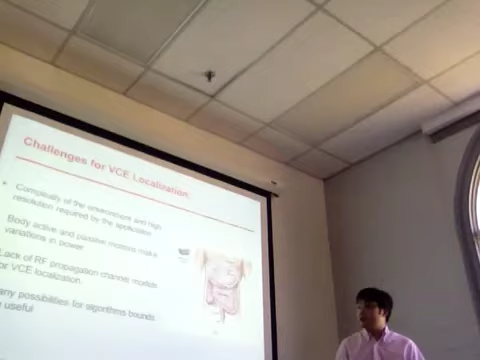 Challenges for VCE Localization:
Complexity of the environment and high
resolution required by the application
Body active and passive motions make
variations in power
Lack of RF propagation channel models
for VCE localization.
any possibilities for algorithms bounds
useful